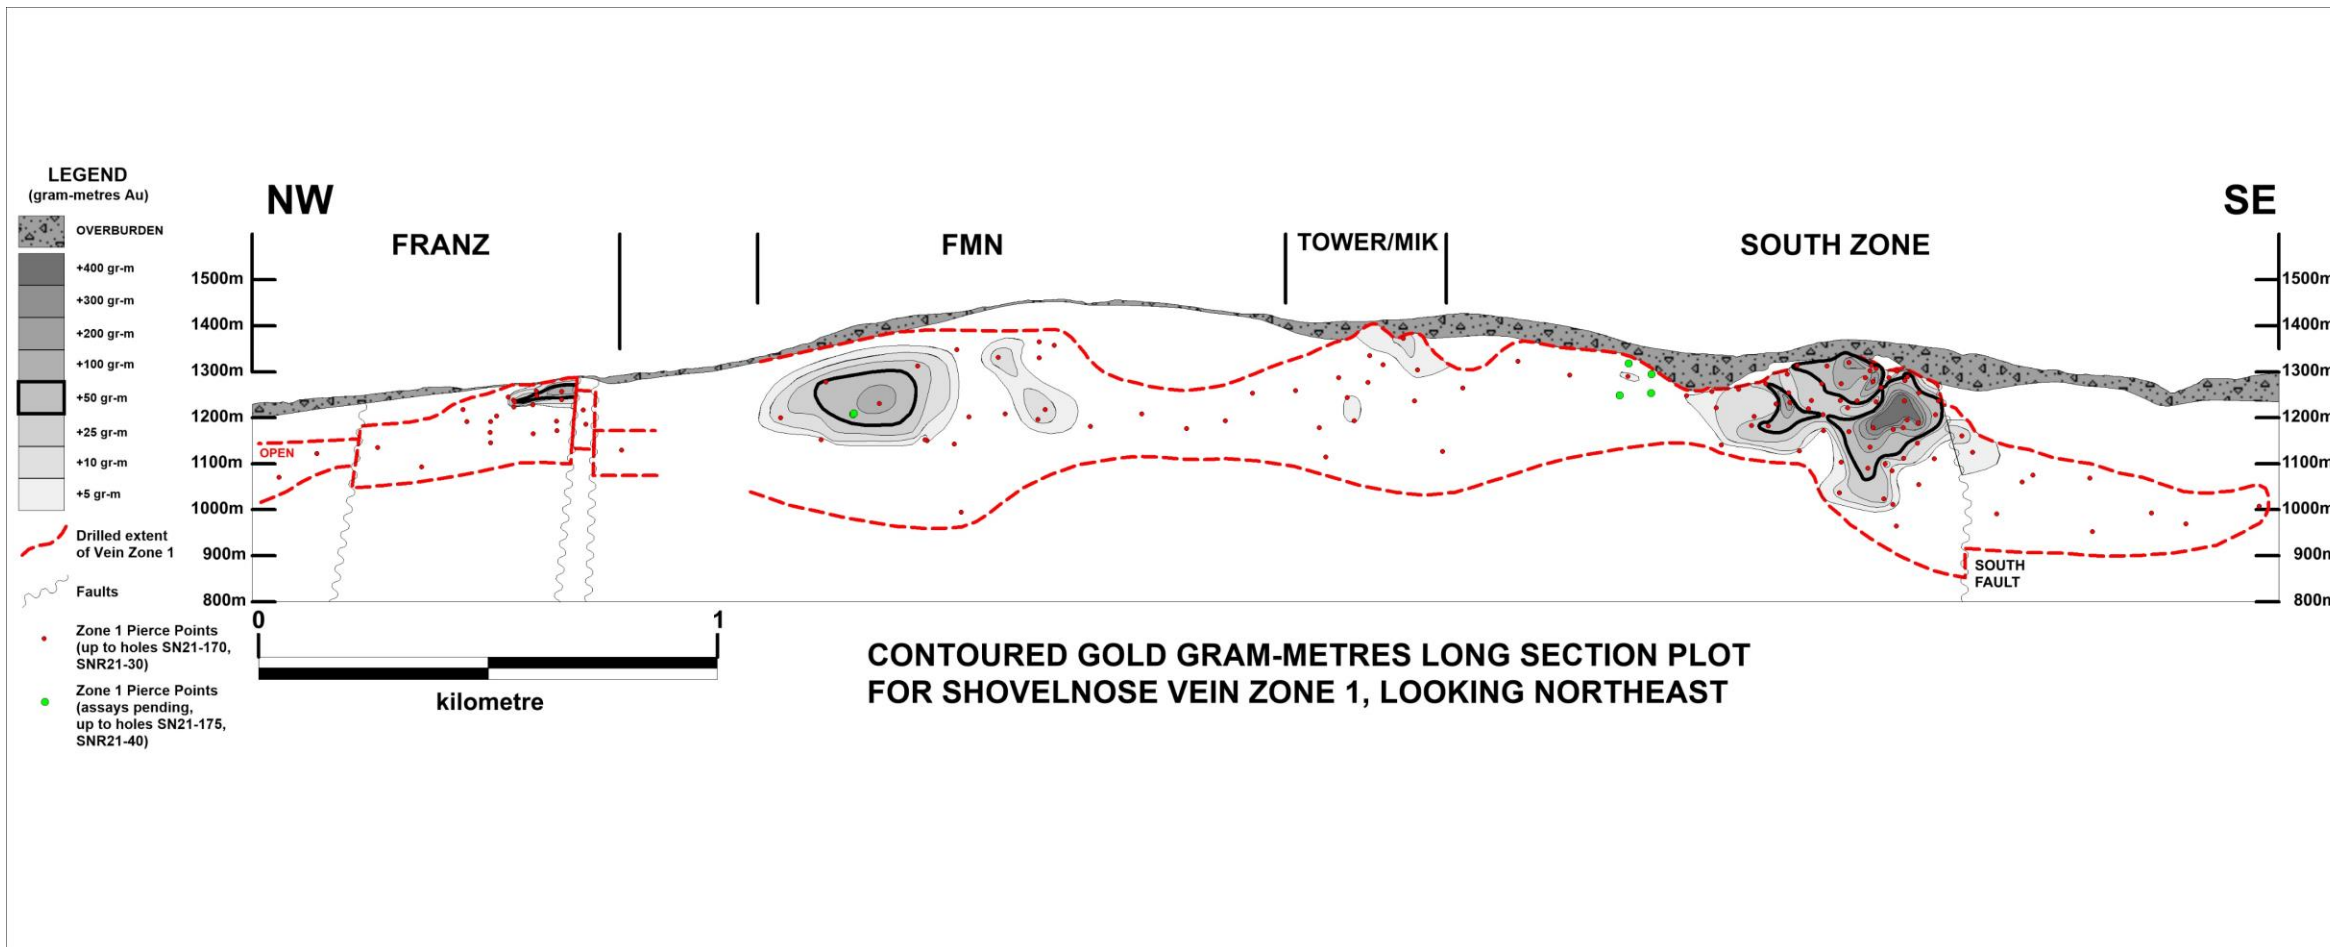 LEGEND
(gram-metres Au)
OVERBURDEN
+400 gr-m
+300 gr-m
+200 gr-m
+100 gr-m
+50 gr-m
+25 gr-m
+10 gr-m
+5 gr-m
Drilled extent
of Vein Zone 1
Faults
Zone 1 Pierce Points
(up to holes SN21-170,
SNR21-30)
Zone 1 Pierce Points
(assays pending,
up to holes SN21-175,
SNR21-40)
NW
SE
FRANZ
FMN
TOWER/MIK
SOUTH ZONE
1500m
1400m
1300m
1200m
1100m
1000m
900m
800m
1500m
1400m
1300m
1200m
1100m
1000m
900m
800m
OPEN
SOUTH
FAULT
0
1
kilometre
CONTOURED GOLD GRAM-METRES LONG SECTION PLOT
FOR SHOVELNOSE VEIN ZONE 1, LOOKING NORTHEAST